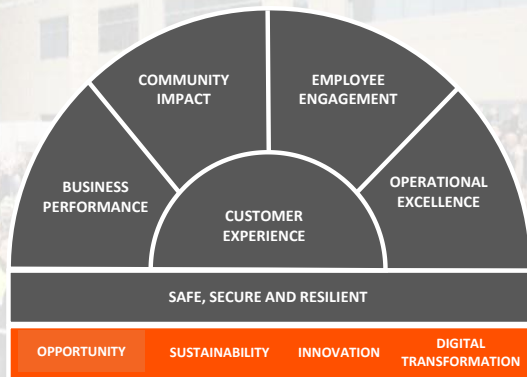 COMMUNITY
IMPACT
EMPLOYEE
ENGAGEMENT
BUSINESS
PERFORMANCE
OPERATIONAL
EXCELLENCE
CUSTOMER
EXPERIENCE
SAFE, SECURE AND RESILIENT
OPPORTUNITY
SUSTAINABILITY
INNOVATION
DIGITAL
TRANSFORMATION